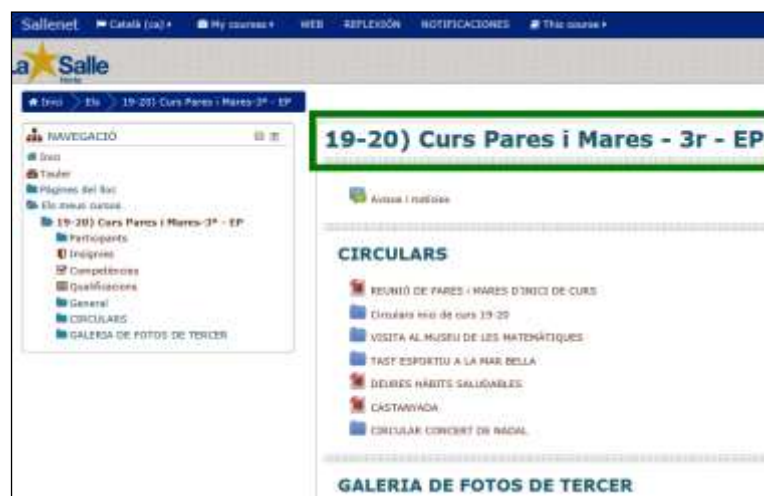 Sallenet Català (ca) My courses WEB REFLEXIÓN NOTIFICACIONES This course
La Salle
Horta
Inici Els 19-20) Curs Pares i Mares-3ª - EP
NAVEGACIÓ
Inici
Tauler
Pàgines del lloc
Els meus cursos
19-20) Curs Pares i Mares-3ª - EP
Participants
Insígnies
Competències
Qualificacions
General
CIRCULARS
GALERIA DE FOTOS DE TERCER
19-20) Curs Pares i Mares - 3r - EP
Avisos i notícies
CIRCULARS
REUNIÓ DE PARES I MARES D'INICI DE CURS
Circulars inici de curs 19-20
VISITA AL MUSEU DE LES MATEMÀTIQUES
TAST ESPORTIU A LA MAR BELLA
DEURES HÀBITS SALUDABLES
CASTANYADA
CIRCULAR CONCERT DE NADAL
GALERIA DE FOTOS DE TERCER